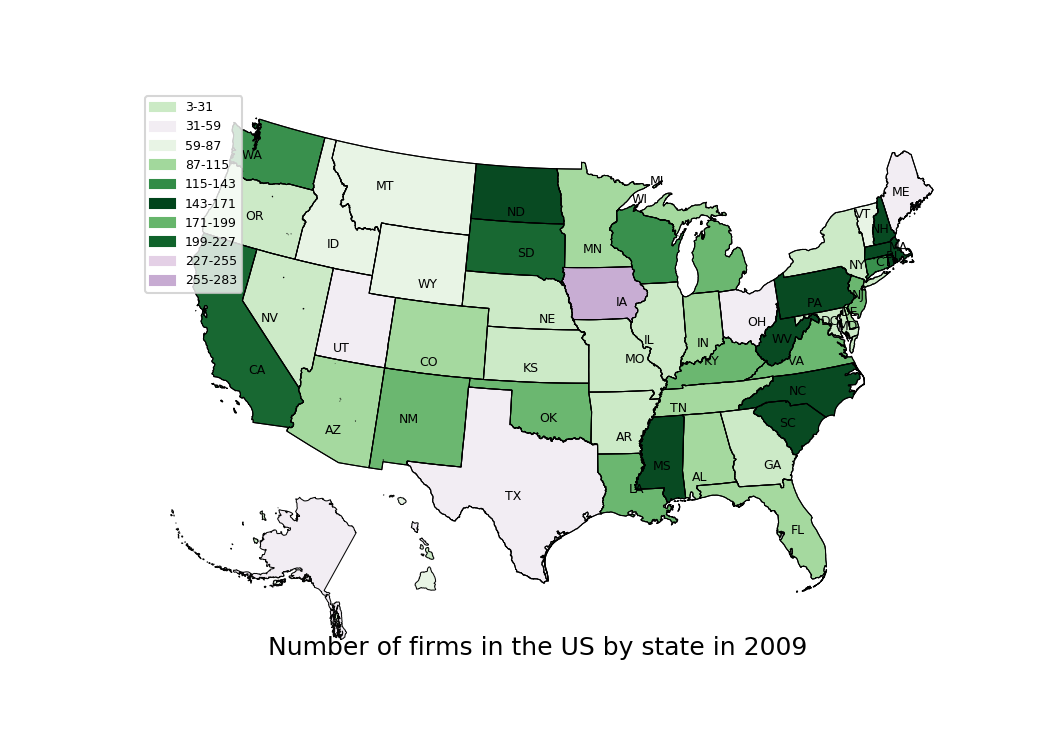 3-31
31-59
59-87
87-115
115-143
143-171
171-199
199-227
227-255
255-283
WA
OR
CA
NV
ID
MT
WY
UT
AZ
CO
NM
ND
SD
NE
KS
OK
TX
MN
IA
MO
AR
LA
WI
MI
IL
IN
OH
KY
TN
MS
AL
GA
FL
SC
NC
VA
WV
PA
NY
VT
NH
ME
CT
NJ
DE
MD
Number of firms in the US by state in 2009